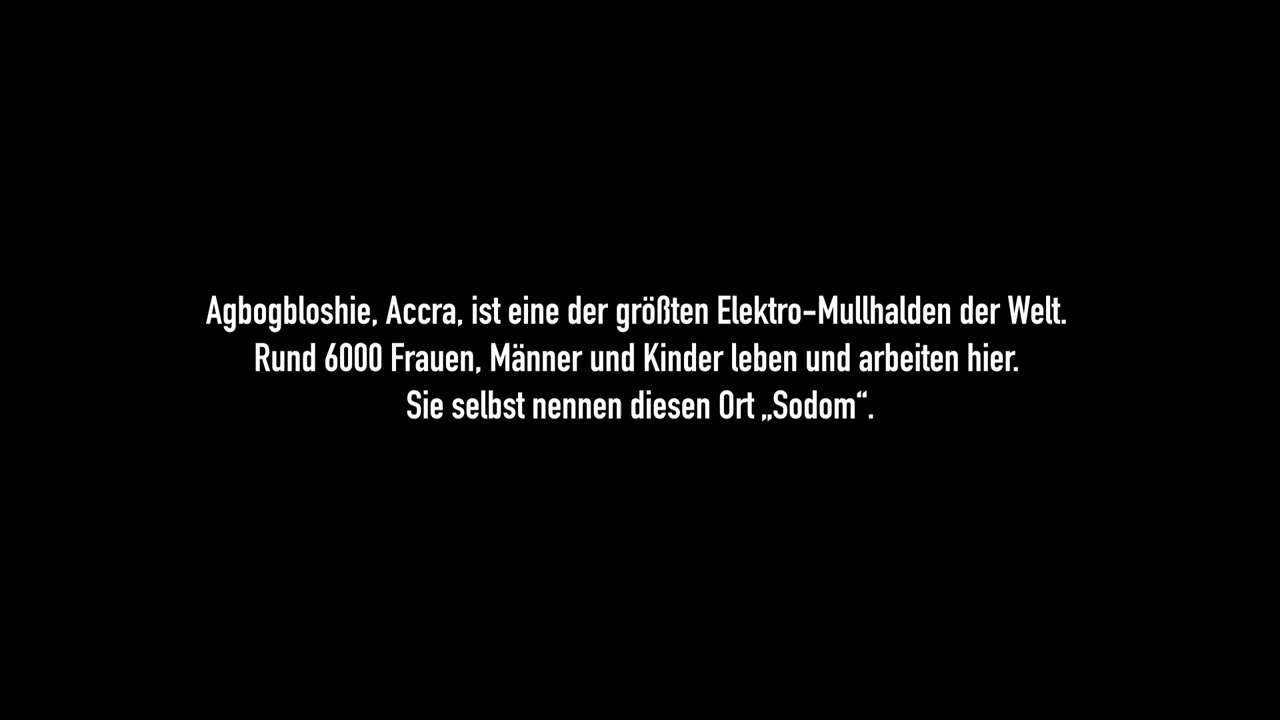 Agbogbloshie, Accra, ist eine der größten Elektro-Mullhalden der Welt.
Rund 6000 Frauen, Männer und Kinder leben und arbeiten hier.
Sie selbst nennen diesen Ort „Sodom“.